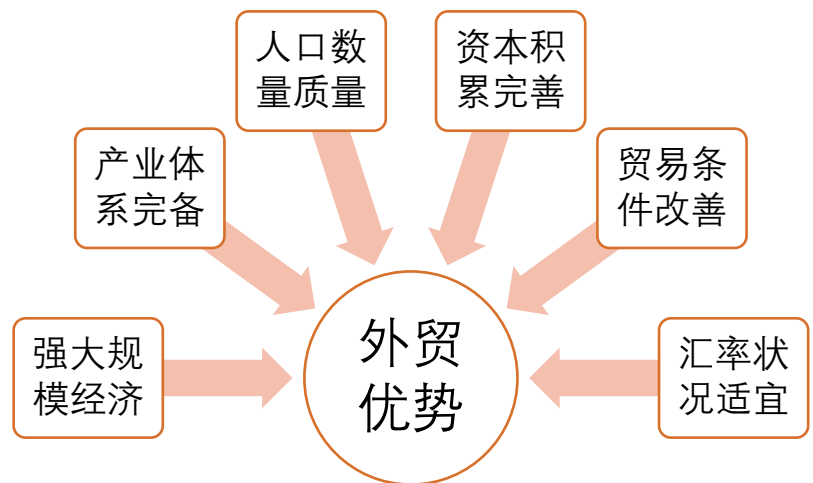 人口数
量质量
资本积
累完善
产业体
系完备
贸易条
件改善
强大规
模经济
外贸
优势
汇率状
况适宜